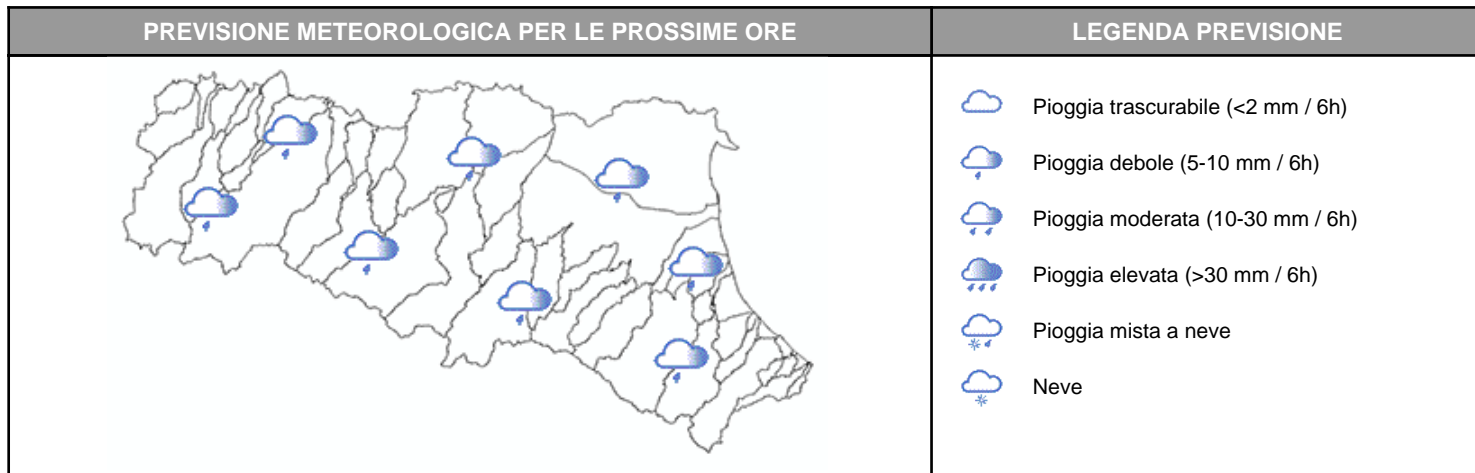 PREVISIONE METEOROLOGICA PER LE PROSSIME ORE
LEGENDA PREVISIONE
Pioggia trascurabile (<2 mm / 6h)
Pioggia debole (5-10 mm / 6h)
Pioggia moderata (10-30 mm / 6h)
Pioggia elevata (>30 mm / 6h)
Pioggia mista a neve
Neve